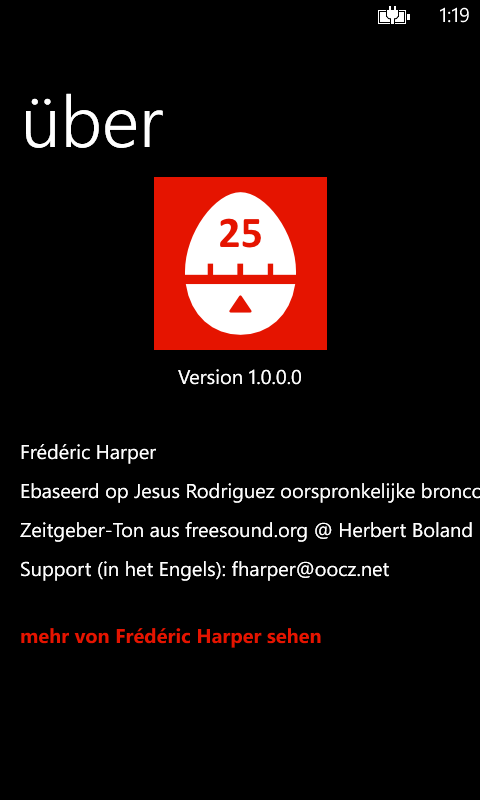 1:19
über
25
Version 1.0.0.0
Frédéric Harper
Ebaseerd op Jesus Rodriguez oorspronkelijke bronco
Zeitgeber-Ton aus freesound.org @ Herbert Boland
Support (in het Engels): fharper@oocz.net
mehr von Frédéric Harper sehen